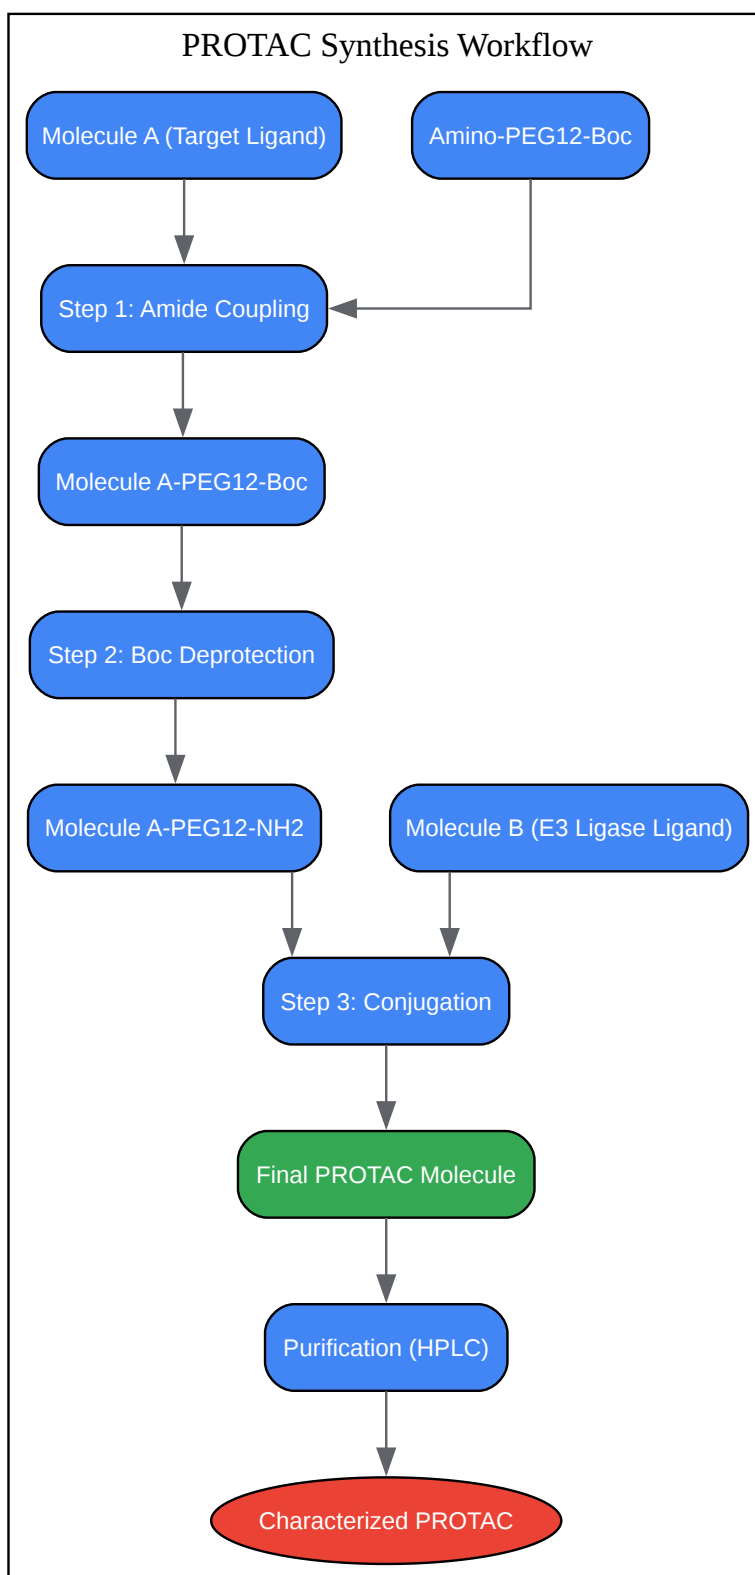 PROTAC Synthesis Workflow
Molecule A (Target Ligand)
Amino-PEG12-Boc
Step 1: Amide Coupling
Molecule A-PEG12-Boc
Step 2: Boc Deprotection
Molecule A-PEG12-NH2
Molecule B (E3 Ligase Ligand)
Step 3: Conjugation
Final PROTAC Molecule
Purification (HPLC)
Characterized PROTAC